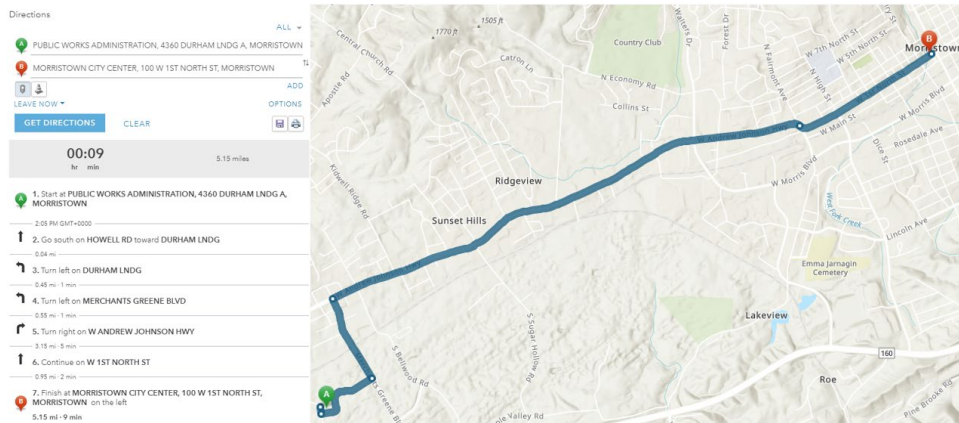 Directions
ALL
A PUBLIC WORKS ADMINISTRATION, 4360 DURHAM LNDG A, MORRISTOWN
B MORRISTOWN CITY CENTER, 100 W 1ST NORTH ST, MORRISTOWN
ADD
LEAVE NOW
OPTIONS
GET DIRECTIONS
CLEAR
00:09
hr min
5.15 miles
A 1. Start at PUBLIC WORKS ADMINISTRATION, 4360 DURHAM LNDG A,
MORRISTOWN
2:05 PM GMT+0000
2. Go south on HOWELL RD toward DURHAM LNDG
0.04 mi
3. Turn left on DURHAM LNDG
0.45 mi · 1 min
4. Turn left on MERCHANTS GREENE BLVD
0.55 mi · 1 min
5. Turn right on W ANDREW JOHNSON HWY
3.15 mi · 5 min
6. Continue on W 1ST NORTH ST
0.95 mi · 2 min
B 7. Finish at MORRISTOWN CITY CENTER, 100 W 1ST NORTH ST,
MORRISTOWN on the left
5.15 mi · 9 min
1505 ft
1770 ft
Central Church Rd
Catron Ln
Apostle Rd
Country Club
Walters Dr
Forest Dr
N Fairmont Ave
W 7th North St
W 5th North St
N High St
B
Morristown
N Economy Rd
Collins St
W Main St
W Morris Blvd
Dice St
Rosedale Ave
W Morris Blvd
Kidwell Ridge Rd
Ridgeview
Sunset Hills
West Fork Creek
Lincoln Ave
Emma Jarnagin
Cemetery
Lakeview
S Sugar Hollow Rd
S Bellwood Rd
160
Roe
A
Valley Rd
Pine Brook Rd